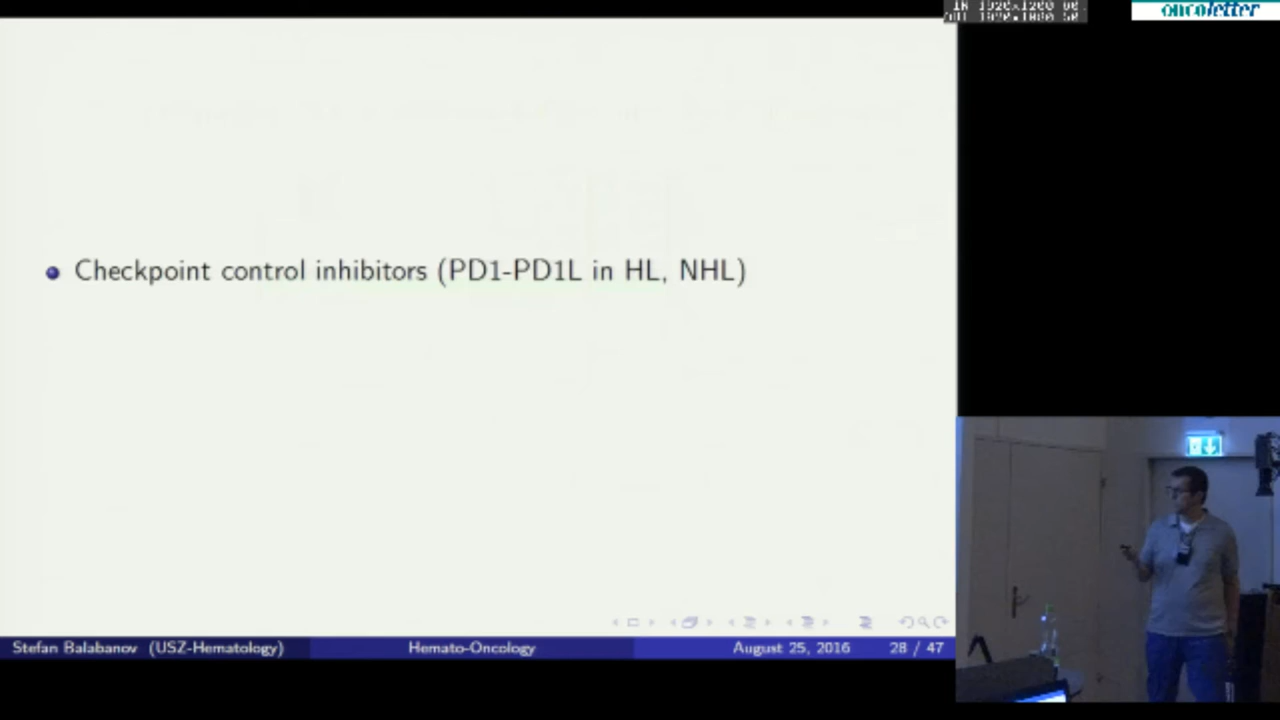 oncoletter
Checkpoint control inhibitors (PD1-PD1L in HL, NHL)
Stefan Balabanov (USZ-Hematology)
Hemato-Oncology
August 25, 2016
28 / 47